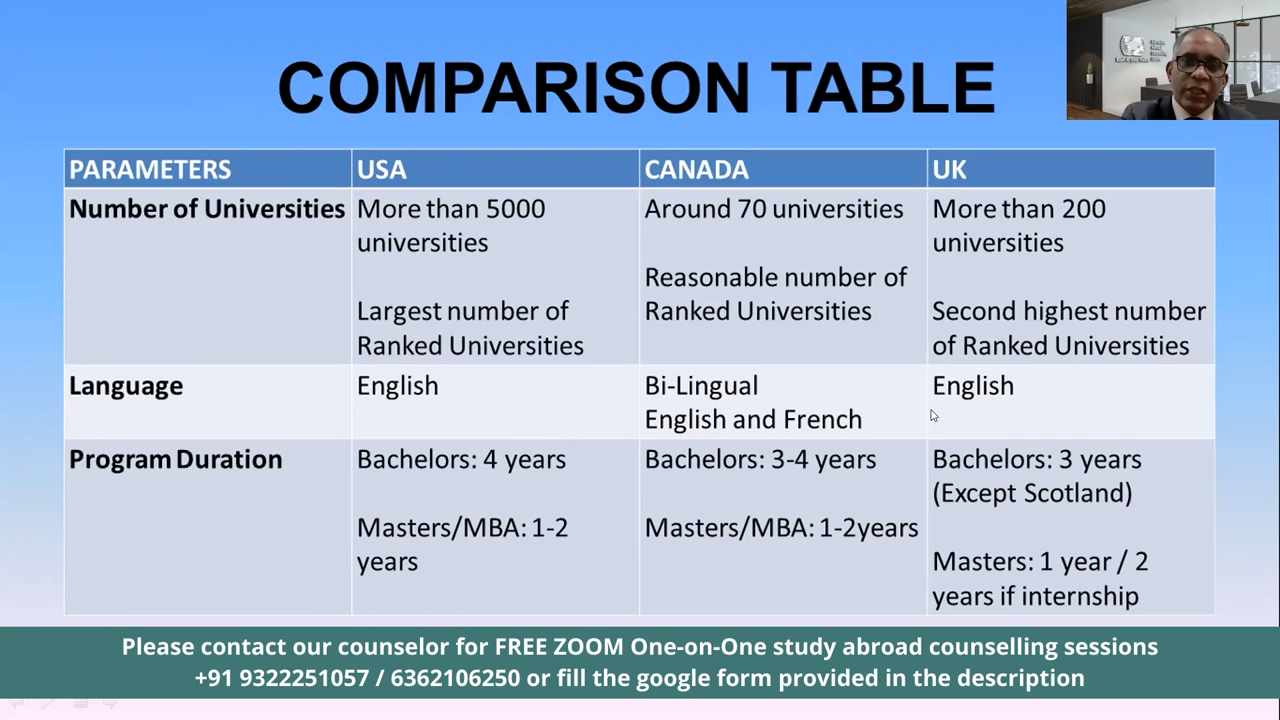 COMPARISON TABLE
PARAMETERS
USA
CANADA
UK
Number of Universities
More than 5000
universities
Largest number of
Ranked Universities
Around 70 universities
Reasonable number of
Ranked Universities
More than 200
universities
Second highest number
of Ranked Universities
Language
English
Bi-Lingual
English and French
English
Program Duration
Bachelors: 4 years
Masters/MBA: 1-2
years
Bachelors: 3-4 years
Masters/MBA: 1-2years
Bachelors: 3 years
(Except Scotland)
Masters: 1 year / 2
years if internship
Please contact our counselor for FREE ZOOM One-on-One study abroad counselling sessions
+91 9322251057 / 6362106250 or fill the google form provided in the description